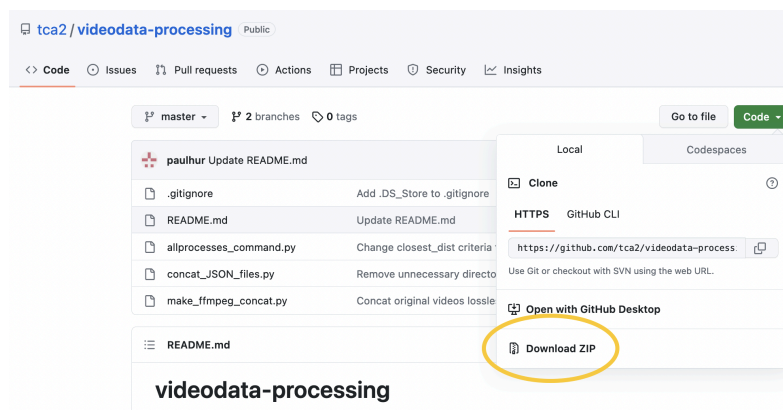 tca2 / videodata-processing Public
Code Issues Pull requests Actions Projects Security Insights
master 2 branches 0 tags Go to file Code
Local Codespaces
paulhur Update README.md
Clone
.gitignore Add .DS_Store to .gitignore
HTTPS GitHub CLI
README.md Update README.md
allprocesses_command.py Change closest_dist criteria
https://github.com/tca2/videodata-process
concat_JSON_files.py Remove unnecessary directo
Use Git or checkout with SVN using the web URL.
make_ffmpeg_concat.py Concat original videos lossle
Open with GitHub Desktop
README.md
Download ZIP
videodata-processing